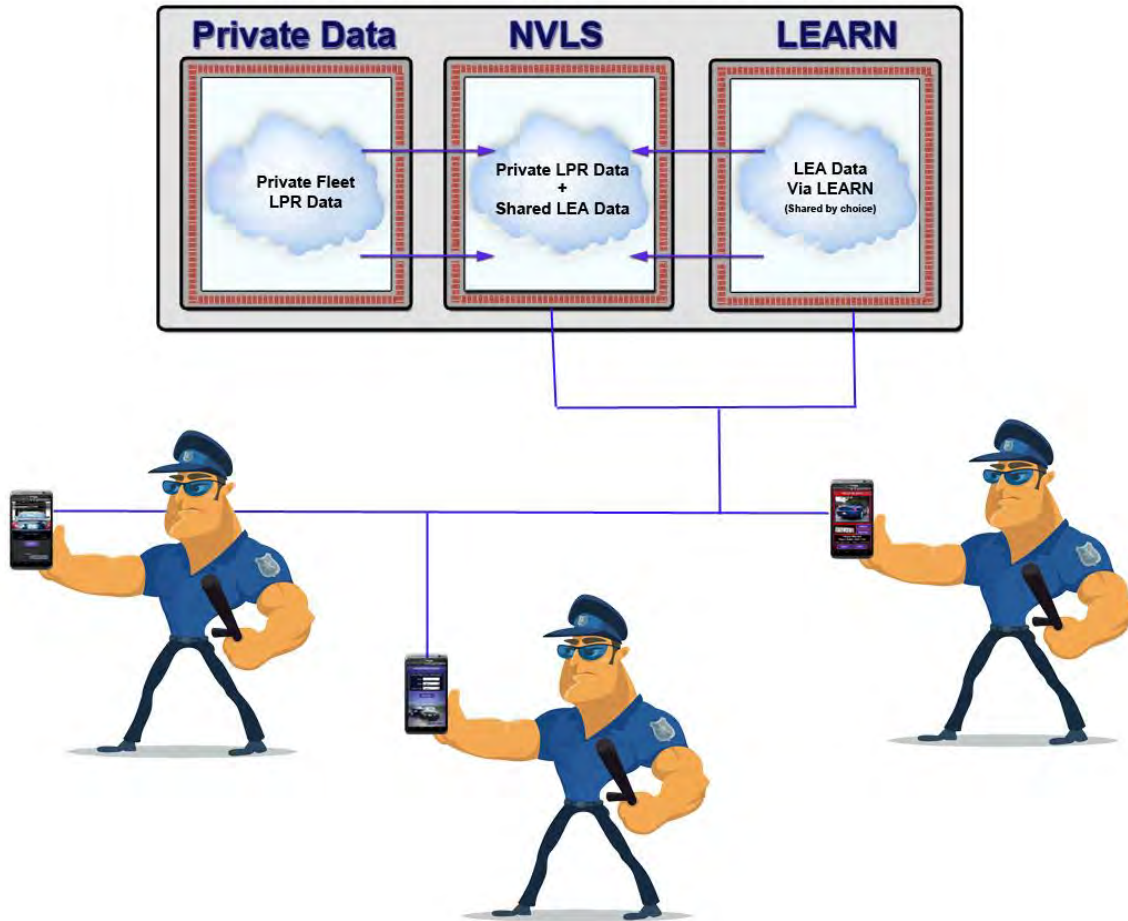 Private Data
NVLS
LEARN
Private Fleet
LPR Data
Private LPR Data
+
Shared LEA Data
LEA Data
Via LEARN
(Shared by choice)